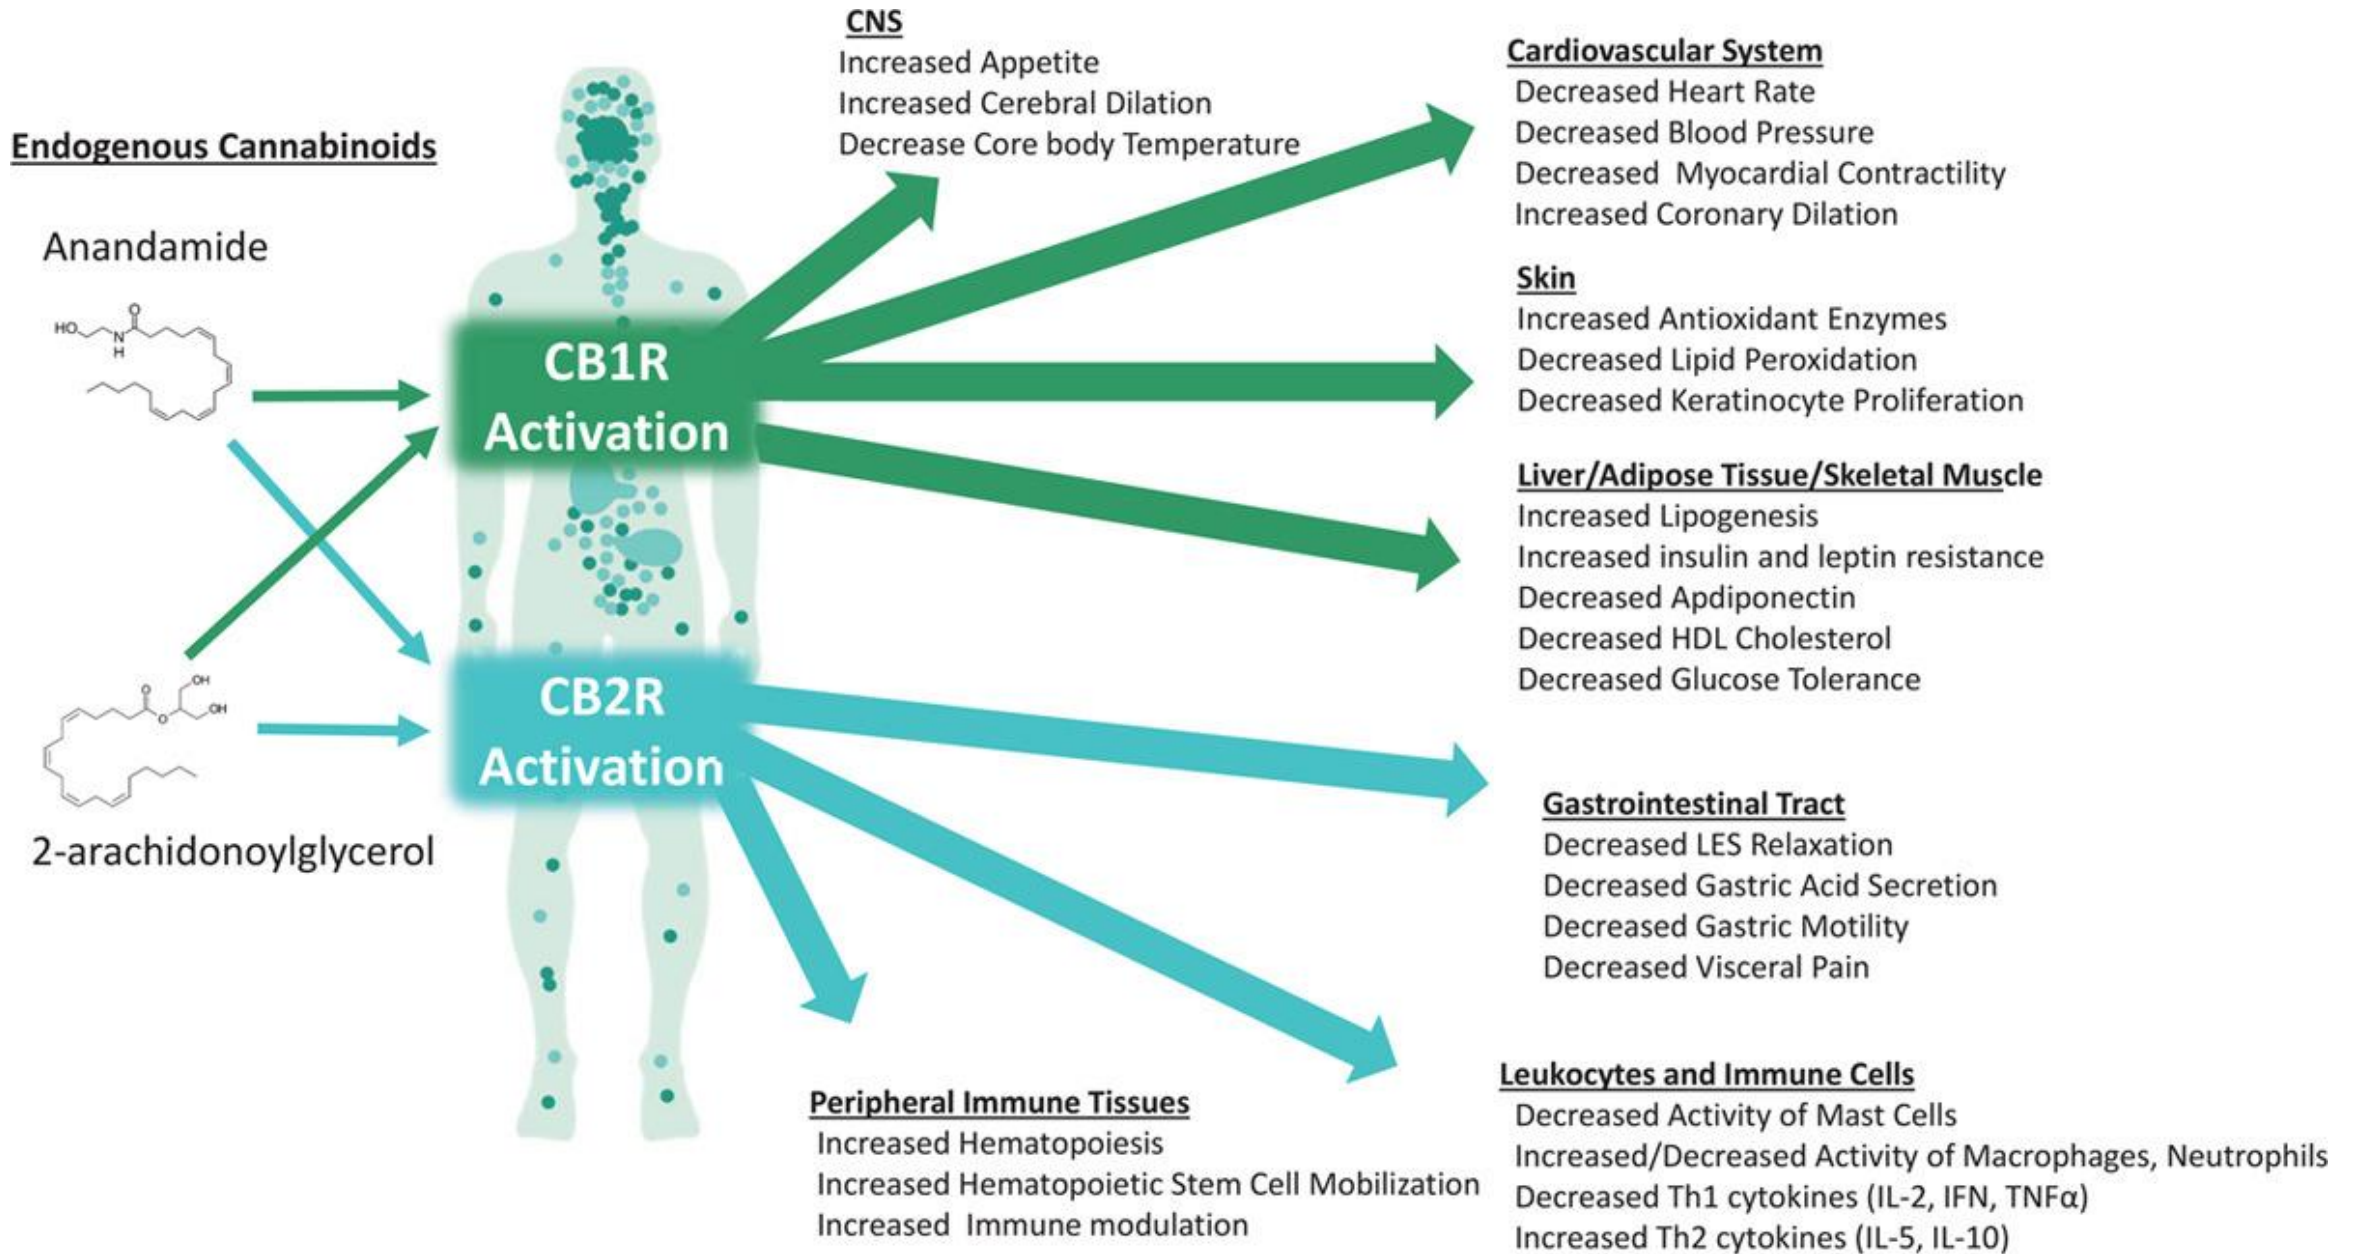 Endogenous Cannabinoids
Anandamide
HO
O
N
H
O
OH
O
OH
2-arachidonoylglycerol
CB1R
Activation
CB2R
Activation
CNS
Increased Appetite
Increased Cerebral Dilation
Decrease Core body Temperature
Cardiovascular System
Decreased Heart Rate
Decreased Blood Pressure
Decreased  Myocardial Contractility
Increased Coronary Dilation
Skin
Increased Antioxidant Enzymes
Decreased Lipid Peroxidation
Decreased Keratinocyte Proliferation
Liver/Adipose Tissue/Skeletal Muscle
Increased Lipogenesis
Increased insulin and leptin resistance
Decreased Apdiponectin
Decreased HDL Cholesterol
Decreased Glucose Tolerance
Gastrointestinal Tract
Decreased LES Relaxation
Decreased Gastric Acid Secretion
Decreased Gastric Motility
Decreased Visceral Pain
Leukocytes and Immune Cells
Decreased Activity of Mast Cells
Increased/Decreased Activity of Macrophages, Neutrophils
Decreased Th1 cytokines (IL-2, IFN, TNFα)
Increased Th2 cytokines (IL-5, IL-10)
Peripheral Immune Tissues
Increased Hematopoiesis
Increased Hematopoietic Stem Cell Mobilization
Increased  Immune modulation